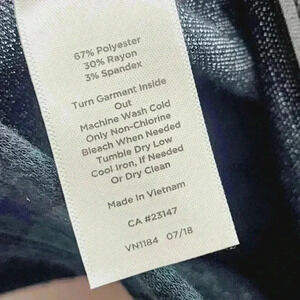 67% Polyester
30% Rayon
3% Spandex
Turn Garment Inside
Out
Machine Wash Cold
Only Non-Chlorine
Bleach When Needed
Tumble Dry Low
Cool Iron, If Needed
Or Dry Clean
Made In Vietnam
CA #23147
VN1184 07/18